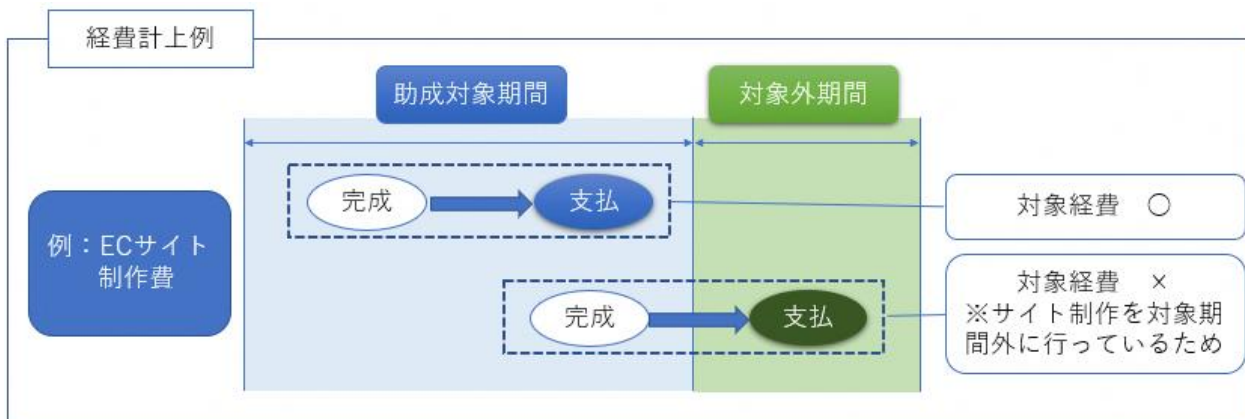 経費計上例
助成対象期間
対象外期間
完成
支払
対象経費 ○
例：ECサイト
制作費
完成
支払
対象経費 ×
※サイト制作を対象期
間外に行っているため